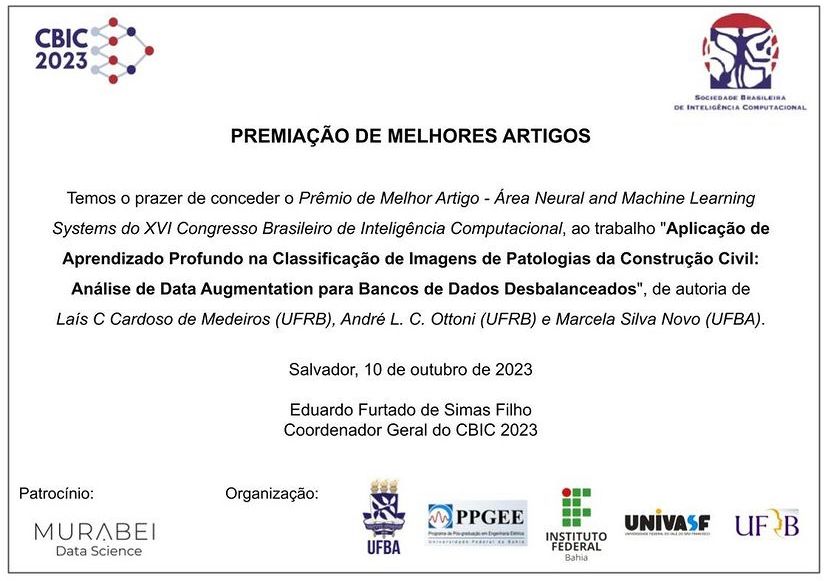 CBIC
2023
SOCIEDADE BRASILEIRA
DE INTELIGÊNCIA COMPUTACIONAL
PREMIAÇÃO DE MELHORES ARTIGOS
Temos o prazer de conceder o Prêmio de Melhor Artigo - Área Neural and Machine Learning
Systems do XVI Congresso Brasileiro de Inteligência Computacional, ao trabalho "Aplicação de
Aprendizado Profundo na Classificação de Imagens de Patologias da Construção Civil:
Análise de Data Augmentation para Bancos de Dados Desbalanceados", de autoria de
Laís C Cardoso de Medeiros (UFRB), André L. C. Ottoni (UFRB) e Marcela Silva Novo (UFBA).
Salvador, 10 de outubro de 2023
Eduardo Furtado de Simas Filho
Coordenador Geral do CBIC 2023
Patrocínio:
Organização:
MURABEI
Data Science
UFBA
PPGEE
Programa de Pós-graduação em Engenharia Elétrica
Universidade Federal da Bahia
INSTITUTO
FEDERAL
Bahia
UNIVASF
UNIVERSIDADE FEDERAL DO VALE DO SÃO FRANCISCO
UFRB